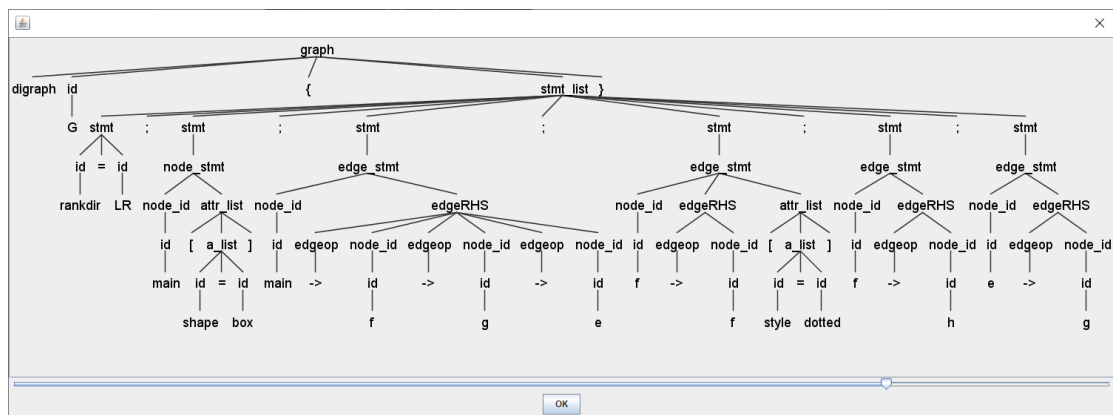 graph
digraph id { stmt_list }
G stmt ; stmt ; stmt ; stmt ; stmt ; stmt
id = id node_stmt edge_stmt edge_stmt edge_stmt edge_stmt
rankdir LR node_id attr_list node_id edgeRHS node_id edgeRHS attr_list node_id edgeRHS node_id edgeRHS
id [ a_list ] id edgeop node_id edgeop node_id edgeop node_id id edgeop node_id [ a_list ] id edgeop node_id id edgeop node_id
main id = id main -> id -> id -> id f -> id id = id f -> id e -> id
shape box f g e f style dotted h g
OK